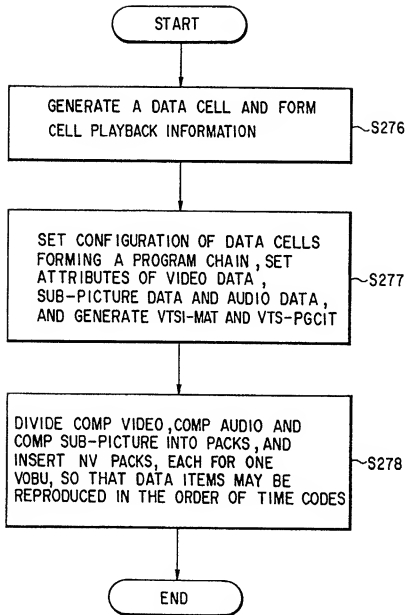 START
GENERATE A DATA CELL AND FORM
CELL PLAYBACK INFORMATION
S276
SET CONFIGURATION OF DATA CELLS
FORMING A PROGRAM CHAIN, SET
ATTRIBUTES OF VIDEO DATA,
SUB-PICTURE DATA AND AUDIO DATA,
AND GENERATE VTSI-MAT AND VTS-PGCIT
S277
DIVIDE COMP VIDEO, COMP AUDIO AND
COMP SUB-PICTURE INTO PACKS, AND
INSERT NV PACKS, EACH FOR ONE
VOBU, SO THAT DATA ITEMS MAY BE
REPRODUCED IN THE ORDER OF TIME CODES
S278
END